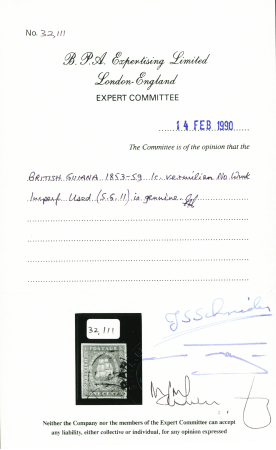 No. 32,111
B.P.A. Expertising Limited
London-England
EXPERT COMMITTEE
14 FEB 1990
The Committee is of the opinion that the
BRITISH GUIANA 1853-59 1c. vermilion No Wmk
Imperf. Used (S.G. 11) is genuine.
32,111
POSTAGE
ONE CENT
Neither the Company nor the members of the Expert Committee can accept
any liability, either collective or individual, for any opinion expressed